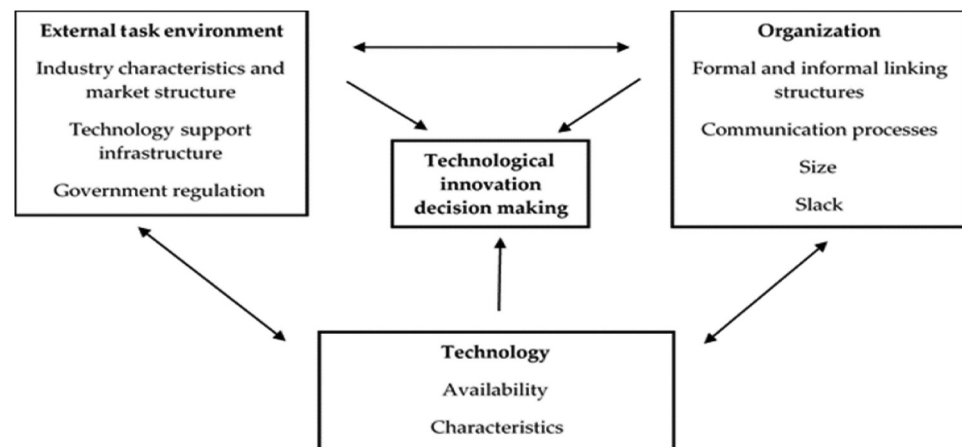 External task environment
Industry characteristics and
market structure
Technology support
infrastructure
Government regulation
Organization
Formal and informal linking
structures
Communication processes
Size
Slack
Technological
innovation
decision making
Technology
Availability
Characteristics